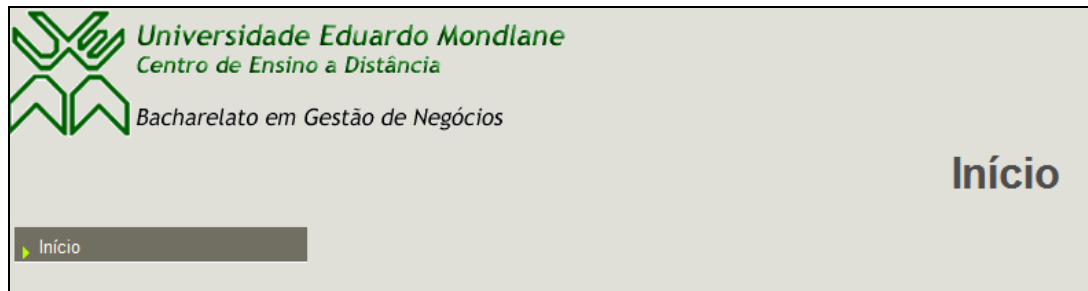 Universidade Eduardo Mondlane
Centro de Ensino a Distância
Bacharelato em Gestão de Negócios
Início
Início